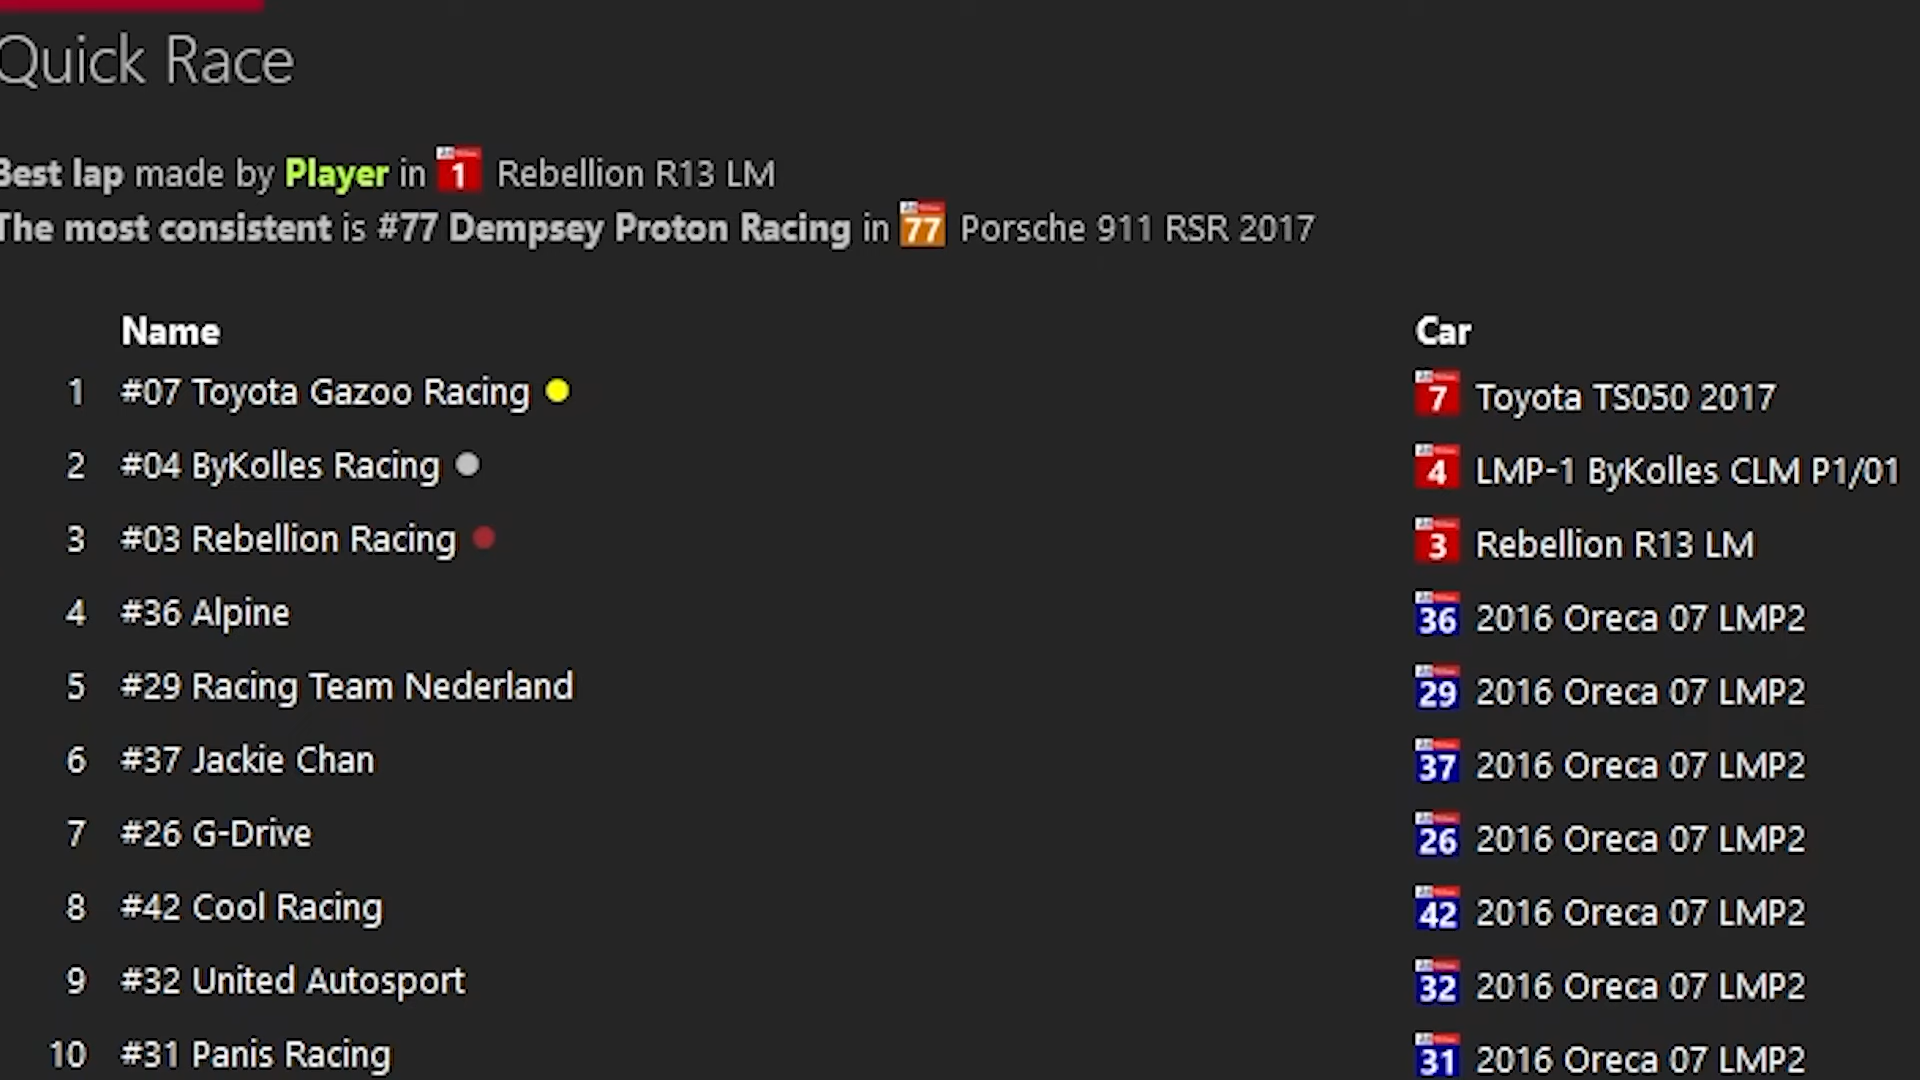 Quick Race
Best lap made by Player in 1 Rebellion R13 LM
The most consistent is #77 Dempsey Proton Racing in 77 Porsche 911 RSR 2017
Name Car
1 #07 Toyota Gazoo Racing 7 Toyota TS050 2017
2 #04 ByKolles Racing 4 LMP-1 ByKolles CLM P1/01
3 #03 Rebellion Racing 3 Rebellion R13 LM
4 #36 Alpine 36 2016 Oreca 07 LMP2
5 #29 Racing Team Nederland 29 2016 Oreca 07 LMP2
6 #37 Jackie Chan 37 2016 Oreca 07 LMP2
7 #26 G-Drive 26 2016 Oreca 07 LMP2
8 #42 Cool Racing 42 2016 Oreca 07 LMP2
9 #32 United Autosport 32 2016 Oreca 07 LMP2
10 #31 Panis Racing 31 2016 Oreca 07 LMP2